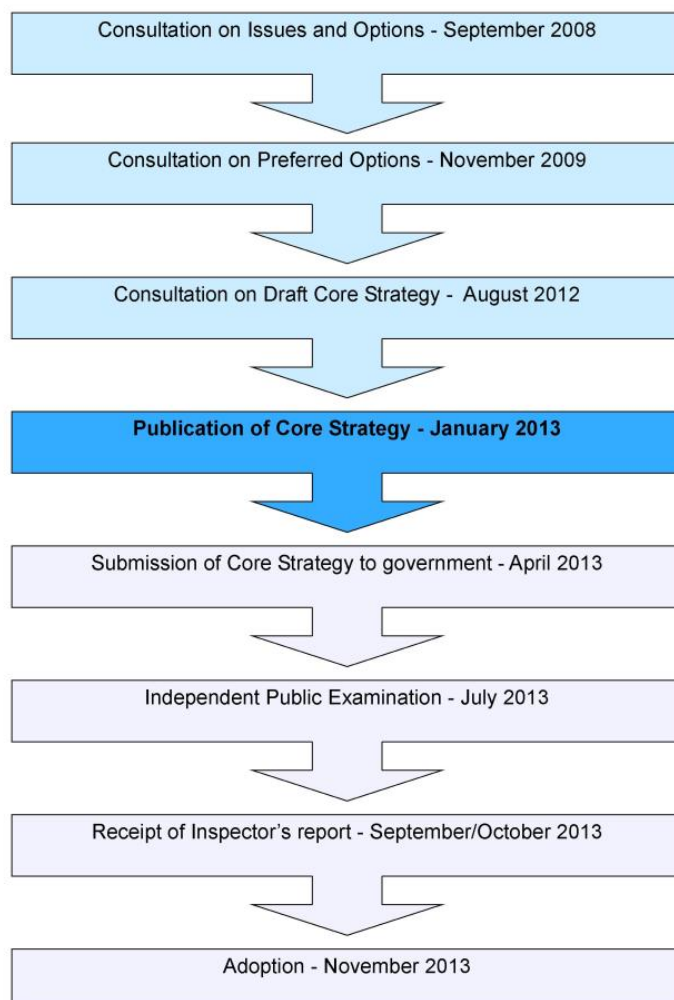 Consultation on Issues and Options - September 2008
Consultation on Preferred Options - November 2009
Consultation on Draft Core Strategy - August 2012
Publication of Core Strategy - January 2013
Submission of Core Strategy to government - April 2013
Independent Public Examination - July 2013
Receipt of Inspector’s report - September/October 2013
Adoption - November 2013